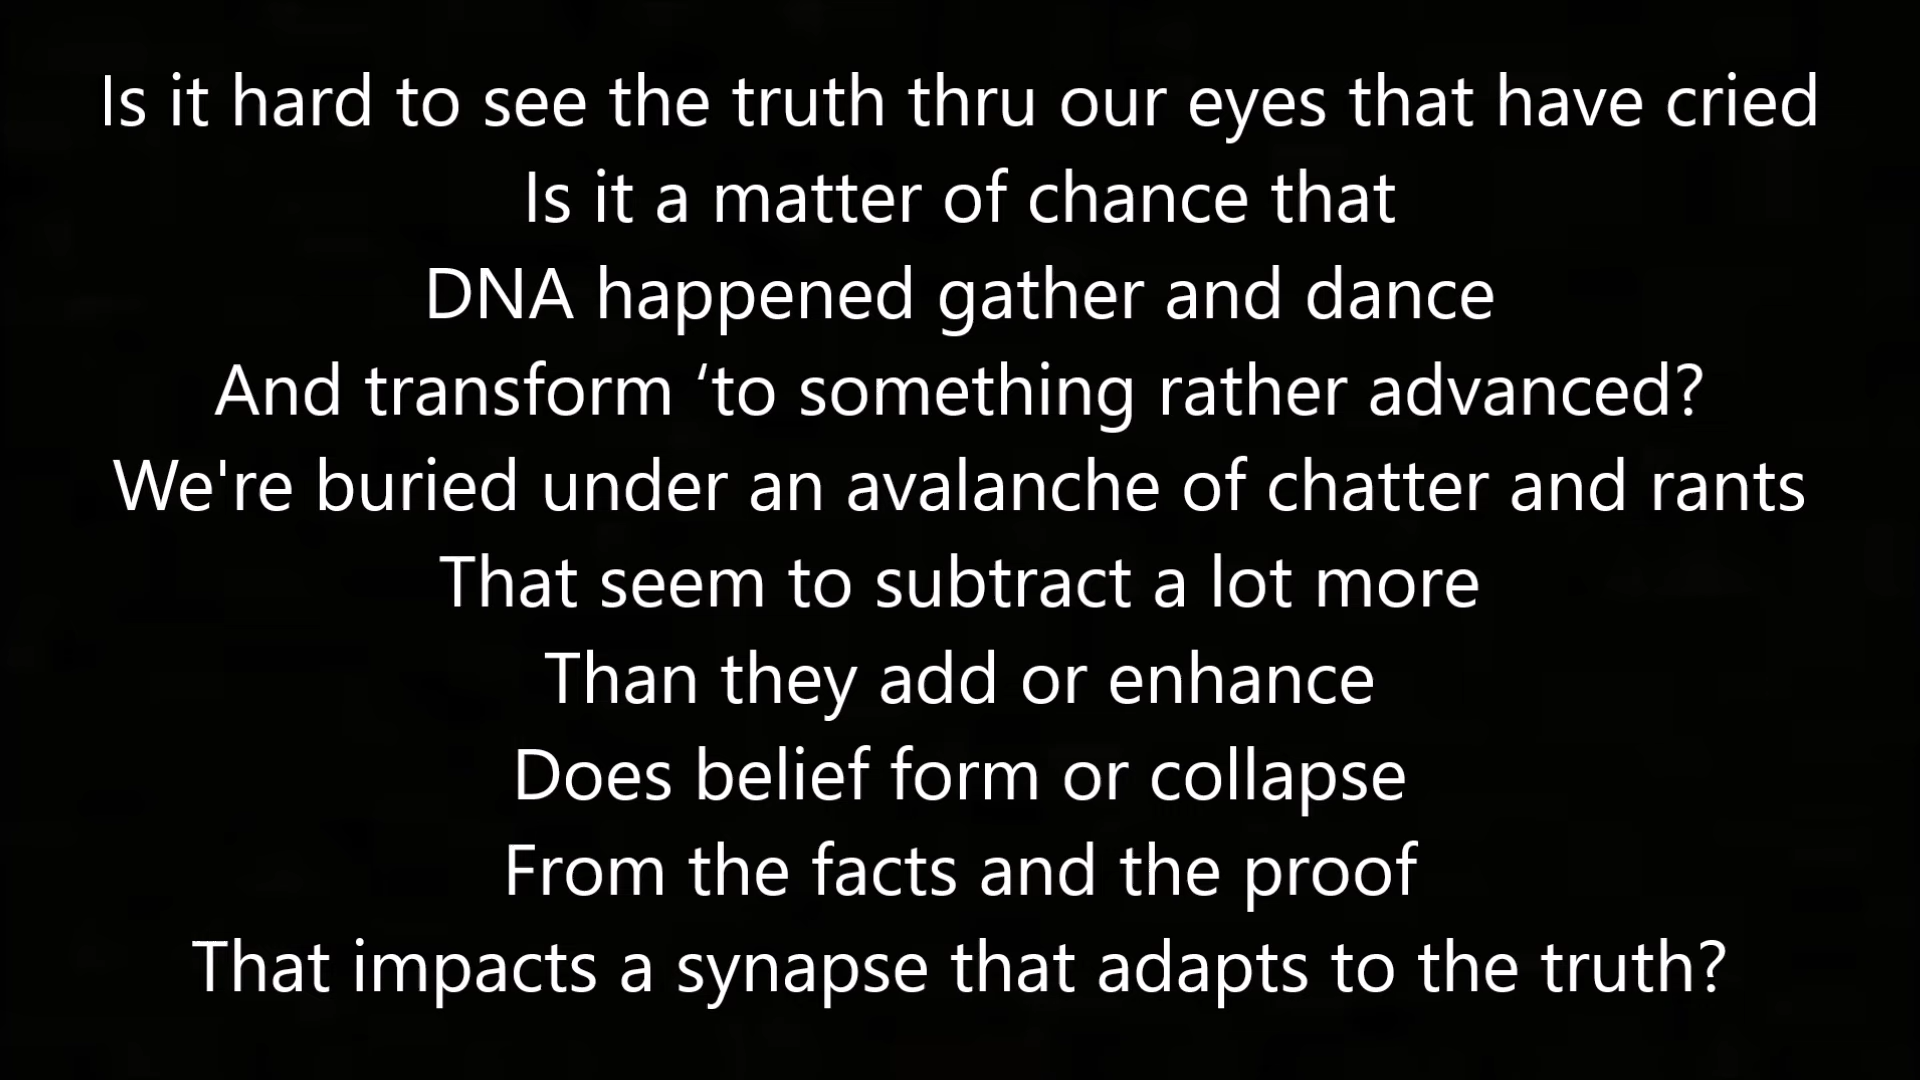 Is it hard to see the truth thru our eyes that have cried
Is it a matter of chance that
DNA happened gather and dance
And transform ‘to something rather advanced?
We're buried under an avalanche of chatter and rants
That seem to subtract a lot more
Than they add or enhance
Does belief form or collapse
From the facts and the proof
That impacts a synapse that adapts to the truth?